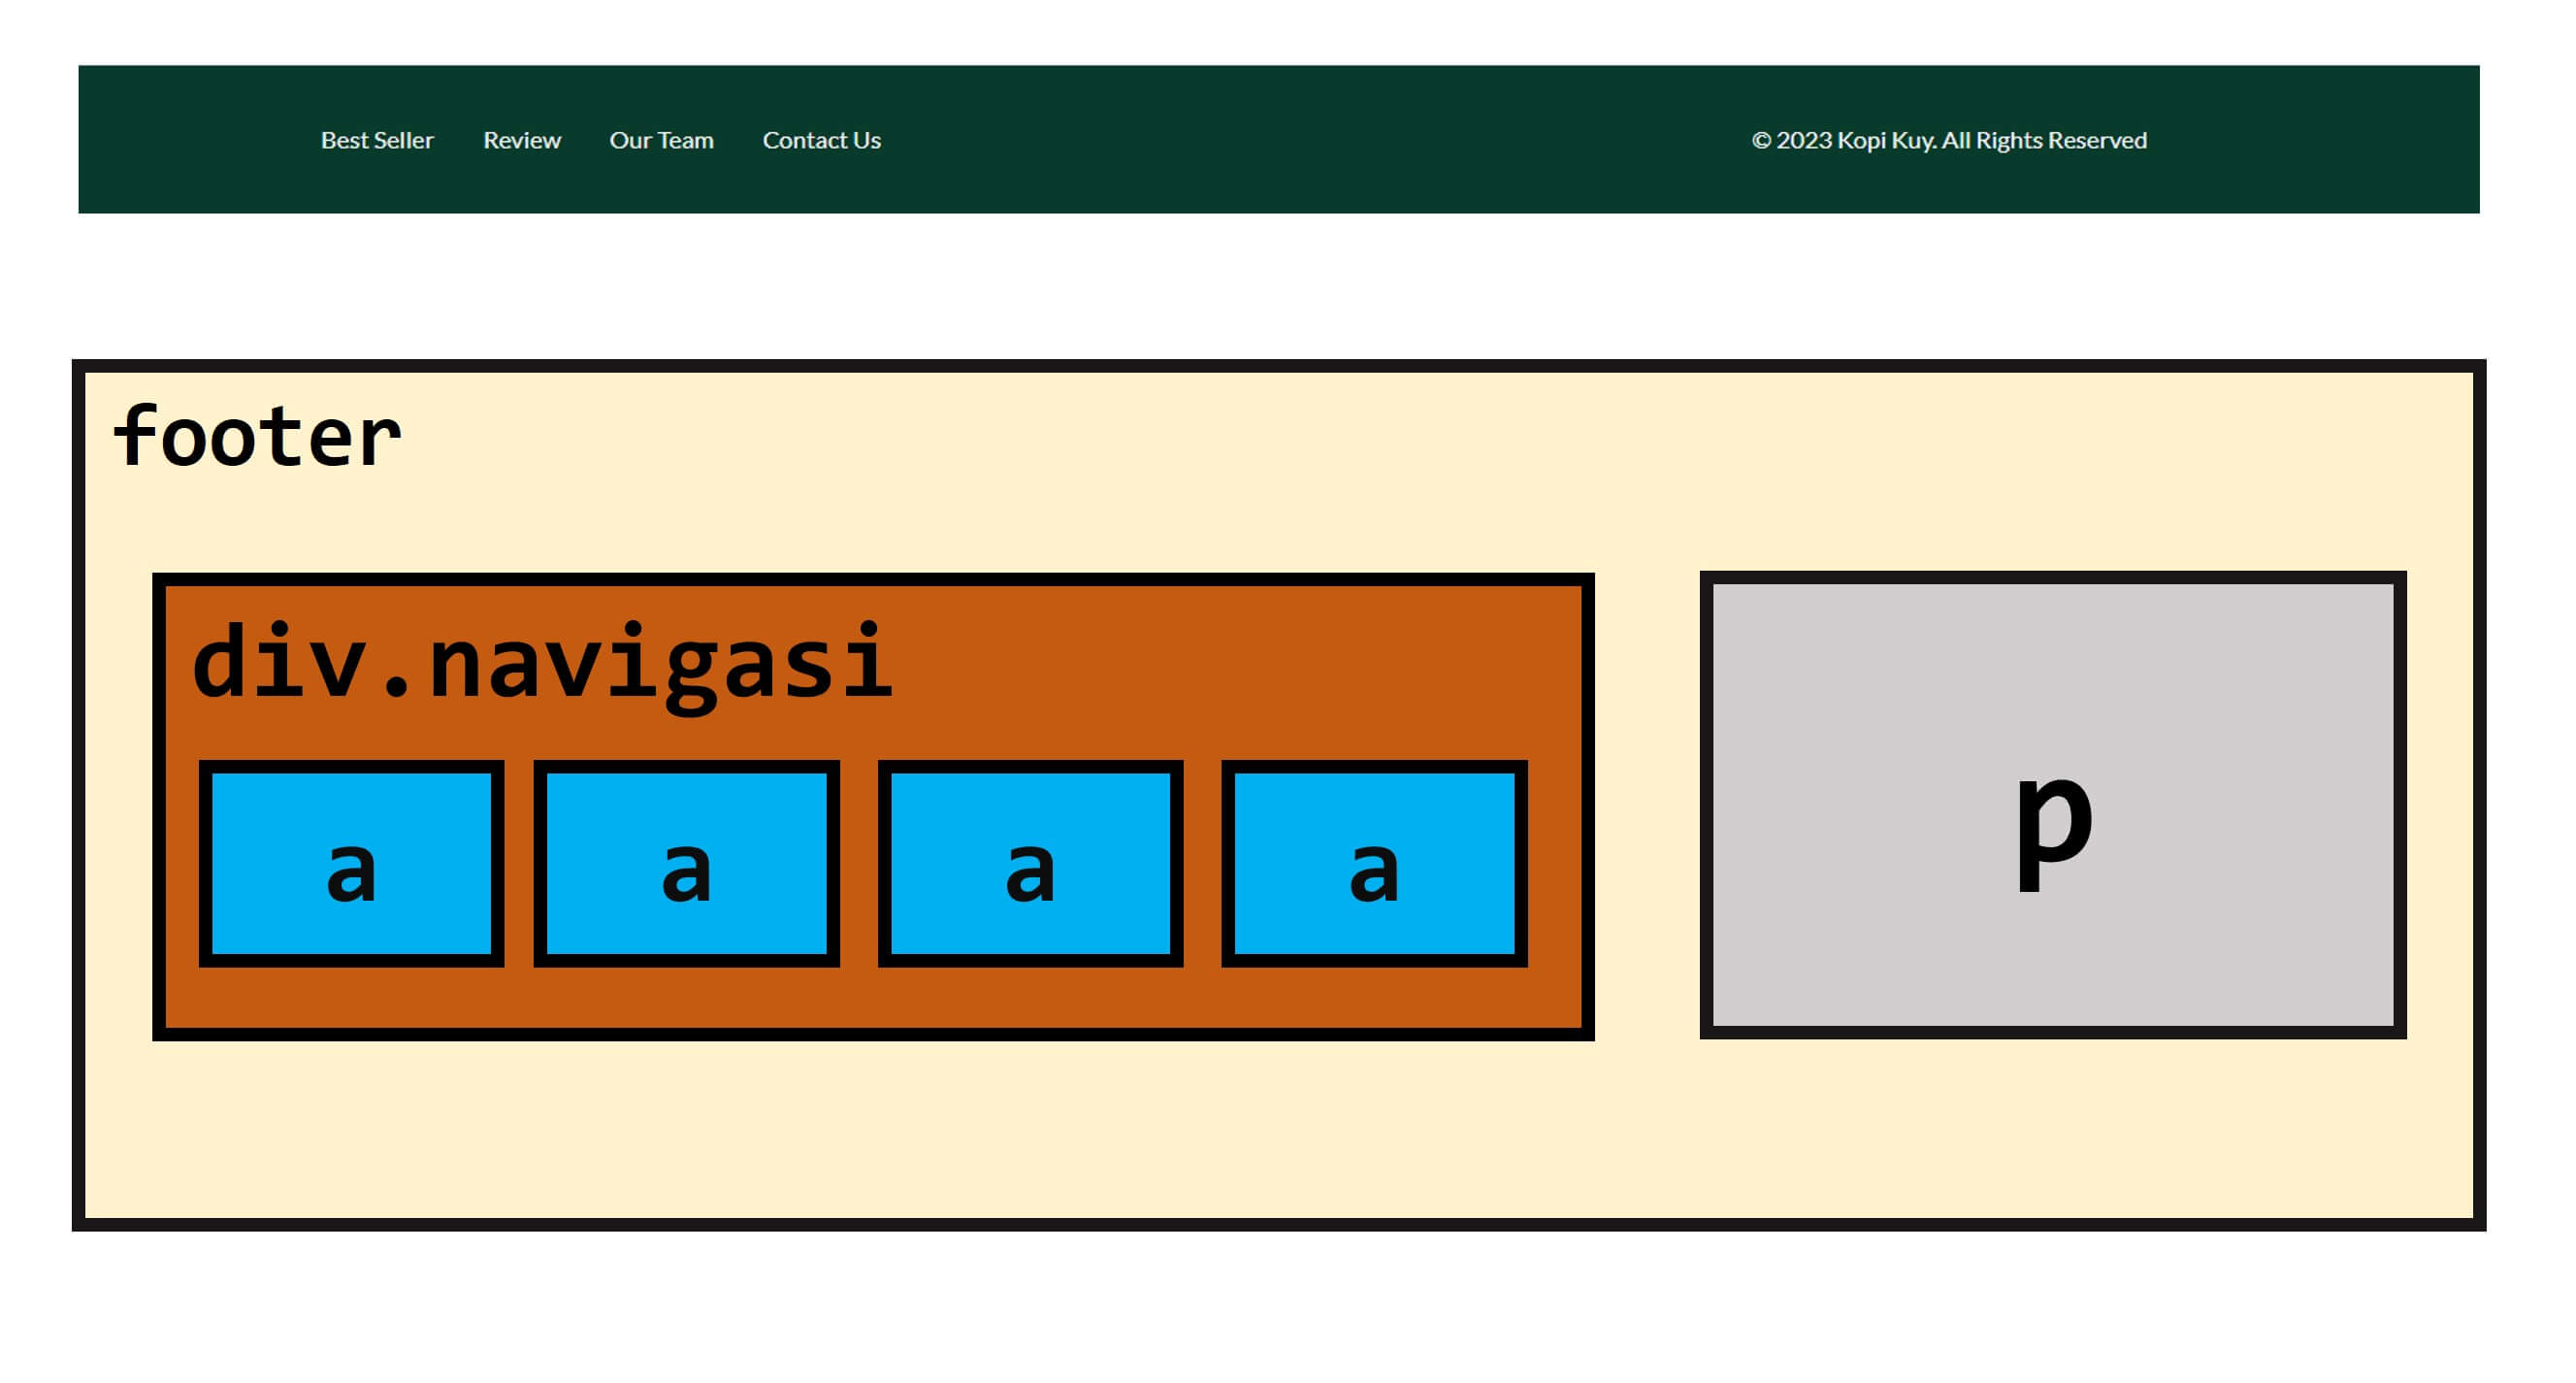 Best Seller Review Our Team Contact Us © 2023 Kopi Kuy. All Rights Reserved
footer
div.navigasi
p
a a a a